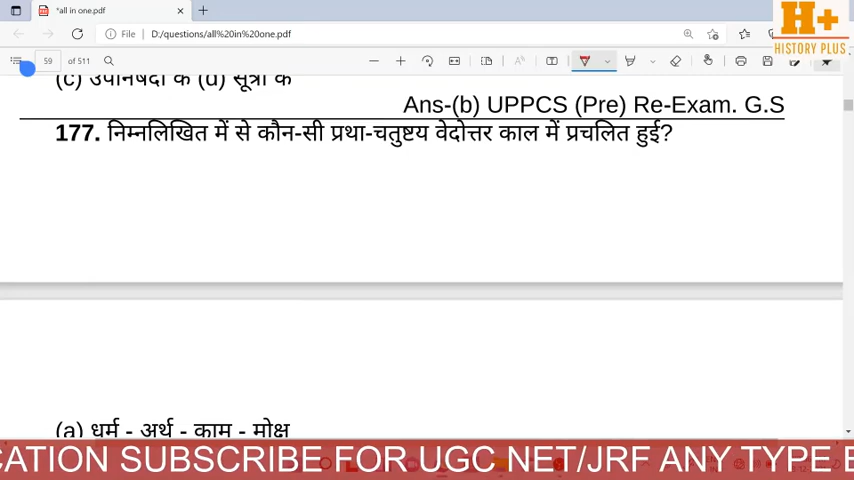 *all in one.pdf
File
D:/questions/all%20in%20one.pdf
H+
HISTORY PLUS
59 of 511
(c) उपनिषदों के (d) सूत्रों के
Ans-(b) UPPCS (Pre) Re-Exam. G.S
177. निम्नलिखित में से कौन-सी प्रथा-चतुष्टय वेदोत्तर काल में प्रचलित हुई?
(a) धर्म - अर्थ - काम - मोक्ष
CATION SUBSCRIBE FOR UGC NET/JRF ANY TYPE E